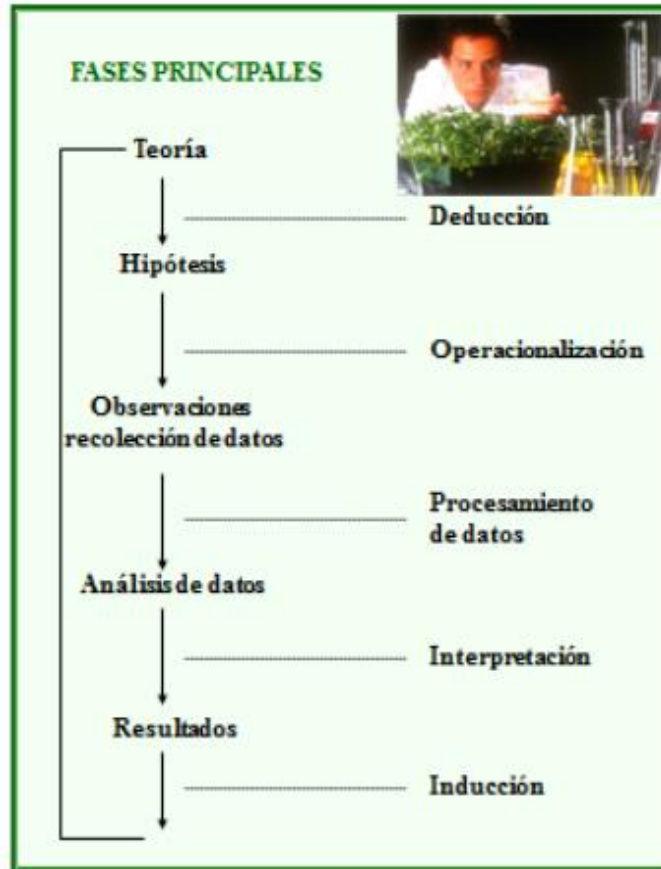 FASES PRINCIPALES
Teoría
Deducción
Hipótesis
Operacionalización
Observaciones
recolección de datos
Procesamiento
de datos
Análisis de datos
Interpretación
Resultados
Inducción